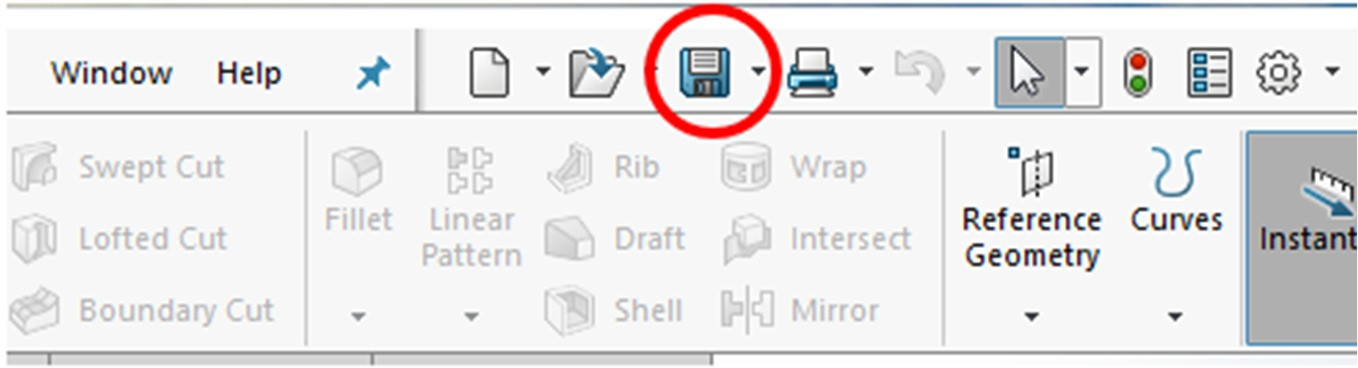 Window Help
Swept Cut
Lofted Cut
Boundary Cut
Fillet
Linear
Pattern
Rib
Draft
Shell
Wrap
Intersect
Mirror
Reference
Geometry
Curves
Instant